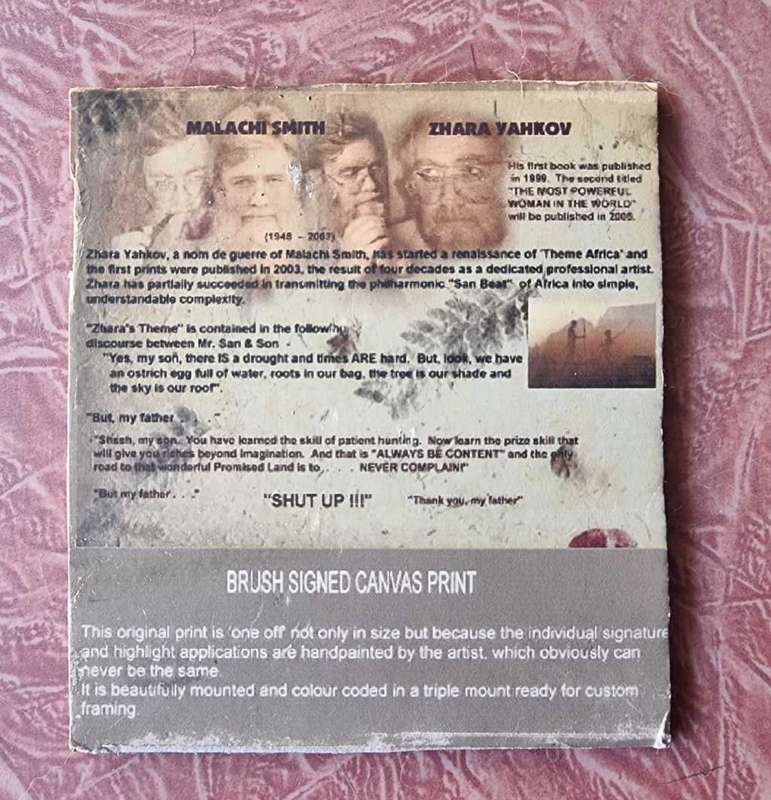 MALACHI SMITH
ZHARA YAHKOV
His first book was published
in 1999. The second titled
"THE MOST POWERFUL
WOMAN IN THE WORLD"
will be published in 2005.
(1948 - 2003)
Zhara Yahkov, a nom de guerre of Malachi Smith, has started a renaissance of 'Theme Africa' and
the first prints were published in 2003, the result of four decades as a dedicated professional artist.
Zhara has partially succeeded in transmitting the philharmonic "San Beat" of Africa into simple,
understandable complexity.
"Zhara's Theme" is contained in the following
discourse between Mr. San & Son -
"Yes, my son, there IS a drought and times ARE hard. But, look, we have
an ostrich egg full of water, roots in our bag, the tree is our shade and
the sky is our roof".
"But, my father . . . ."
"Shssh, my son. You have learned the skill of patient hunting. Now learn the prize skill that
will give you riches beyond imagination. And that is "ALWAYS BE CONTENT" and the only
road to that wonderful Promised Land is to . . . . NEVER COMPLAIN!"
"But my father . . ."
"SHUT UP !!!"
"Thank you, my father"
BRUSH SIGNED CANVAS PRINT
This original print is 'one off' not only in size but because the individual signature
and highlight applications are handpainted by the artist, which obviously can
never be the same.
It is beautifully mounted and colour coded in a triple mount ready for custom
framing.